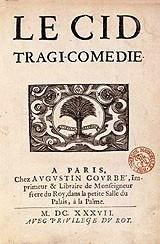 LE CID
TRAGI-COMEDIE.
A PARIS,
Chez AVGVSTIN COVRBE', Im-
primeur & Libraire de Monseigneur
frere du Roy, dans la petite Salle du
Palais, à la Palme.
M. DC. XXXVII.
AVEC PRIVILEGE DV ROY.